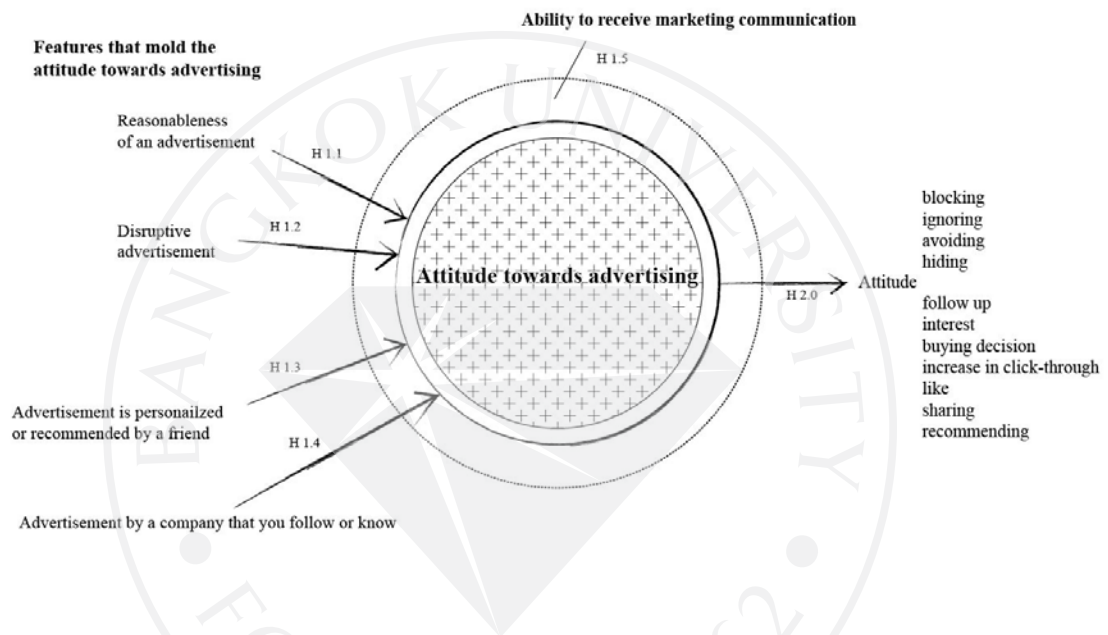 Ability to receive marketing communication
H 1.5
Features that mold the
attitude towards advertising
Reasonableness
of an advertisement
H 1.1
Disruptive
advertisement
H 1.2
Attitude towards advertising
H 1.3
Advertisement is personailzed
or recommended by a friend
H 1.4
Advertisement by a company that you follow or know
H 2.0
Attitude
blocking
ignoring
avoiding
hiding
follow up
interest
buying decision
increase in click-through
like
sharing
recommending
BANGKOK UNIVERSITY